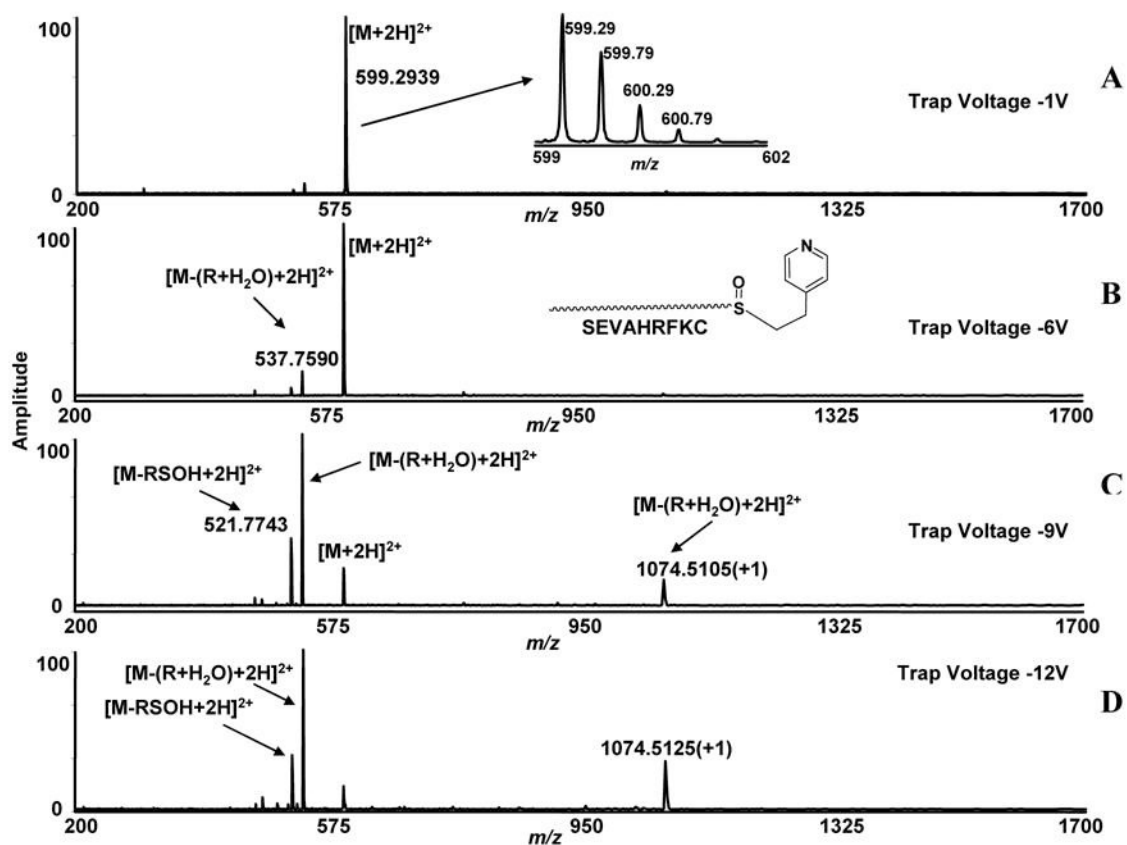 100
[M+2H]2+
599.2939
599.29
599.79
600.29
600.79
599
m/z
602
Trap Voltage -1V
A
0
200
575
m/z
950
1325
1700
100
[M+2H]2+
[M-(R+H2O)+2H]2+
537.7590
N
O
S
SEVAHRFKC
Trap Voltage -6V
B
0
200
575
m/z
950
1325
1700
Amplitude
100
[M-(R+H2O)+2H]2+
[M-RSOH+2H]2+
521.7743
[M+2H]2+
[M-(R+H2O)+2H]2+
1074.5105(+1)
Trap Voltage -9V
C
0
200
575
m/z
950
1325
1700
100
[M-(R+H2O)+2H]2+
[M-RSOH+2H]2+
1074.5125(+1)
Trap Voltage -12V
D
0
200
575
m/z
950
1325
1700